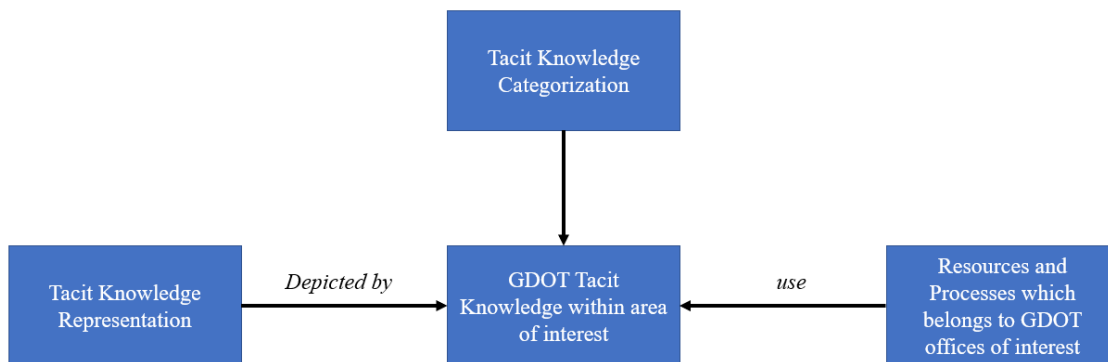 Tacit Knowledge
Categorization
Tacit Knowledge
Representation
Depicted by
GDOT Tacit
Knowledge within area
of interest
use
Resources and
Processes which
belongs to GDOT
offices of interest